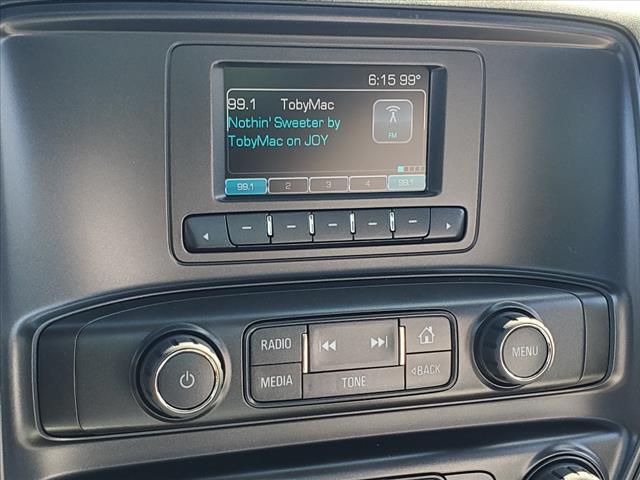 6:15 99°
99.1 TobyMac
Nothin' Sweeter by
TobyMac on JOY
FM
99.1 2 3 4 99.1
RADIO
MENU
MEDIA TONE BACK